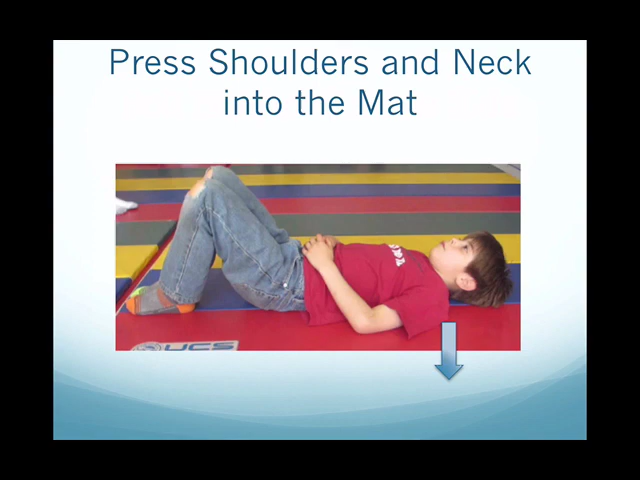 Press Shoulders and Neck
into the Mat
UCS